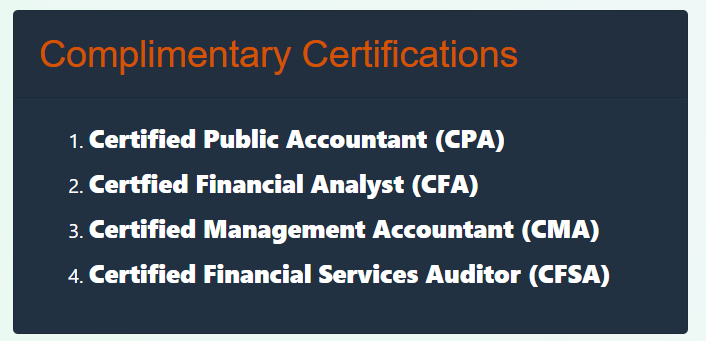 Complimentary Certifications
1. Certified Public Accountant (CPA)
2. Certfied Financial Analyst (CFA)
3. Certified Management Accountant (CMA)
4. Certified Financial Services Auditor (CFSA)